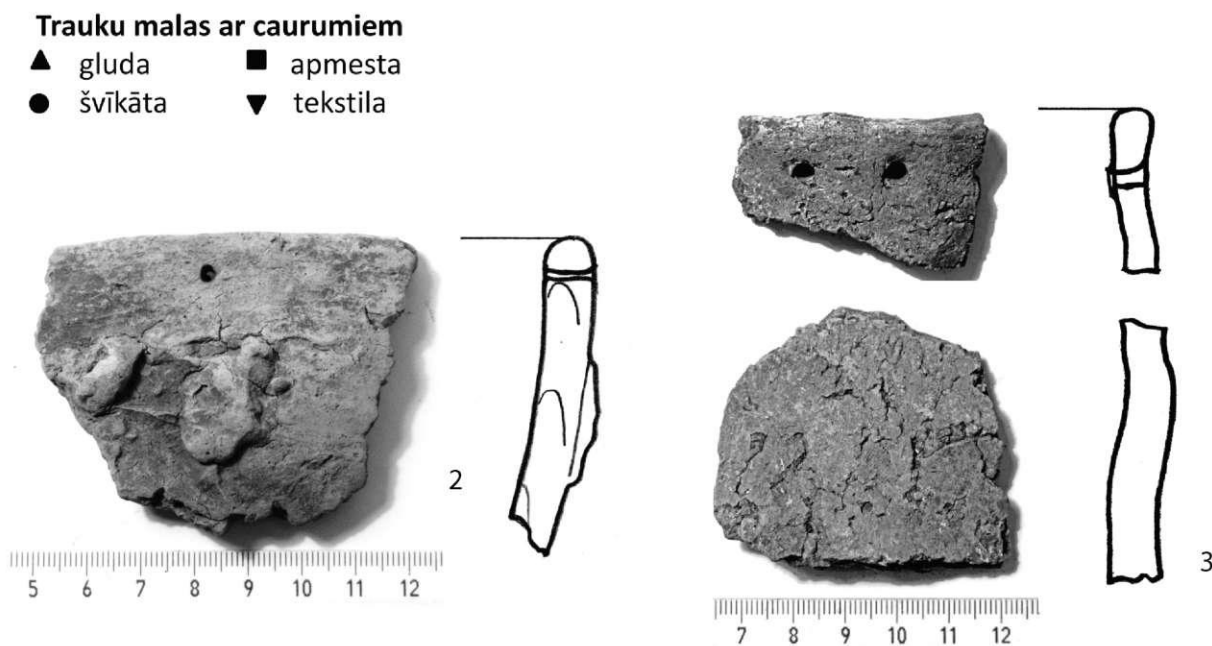 Trauku malas ar caurumiem
▲ gluda ■ apmesta
● švīkāta ▼ tekstila
2
5 6 7 8 9 10 11 12
3
7 8 9 10 11 12